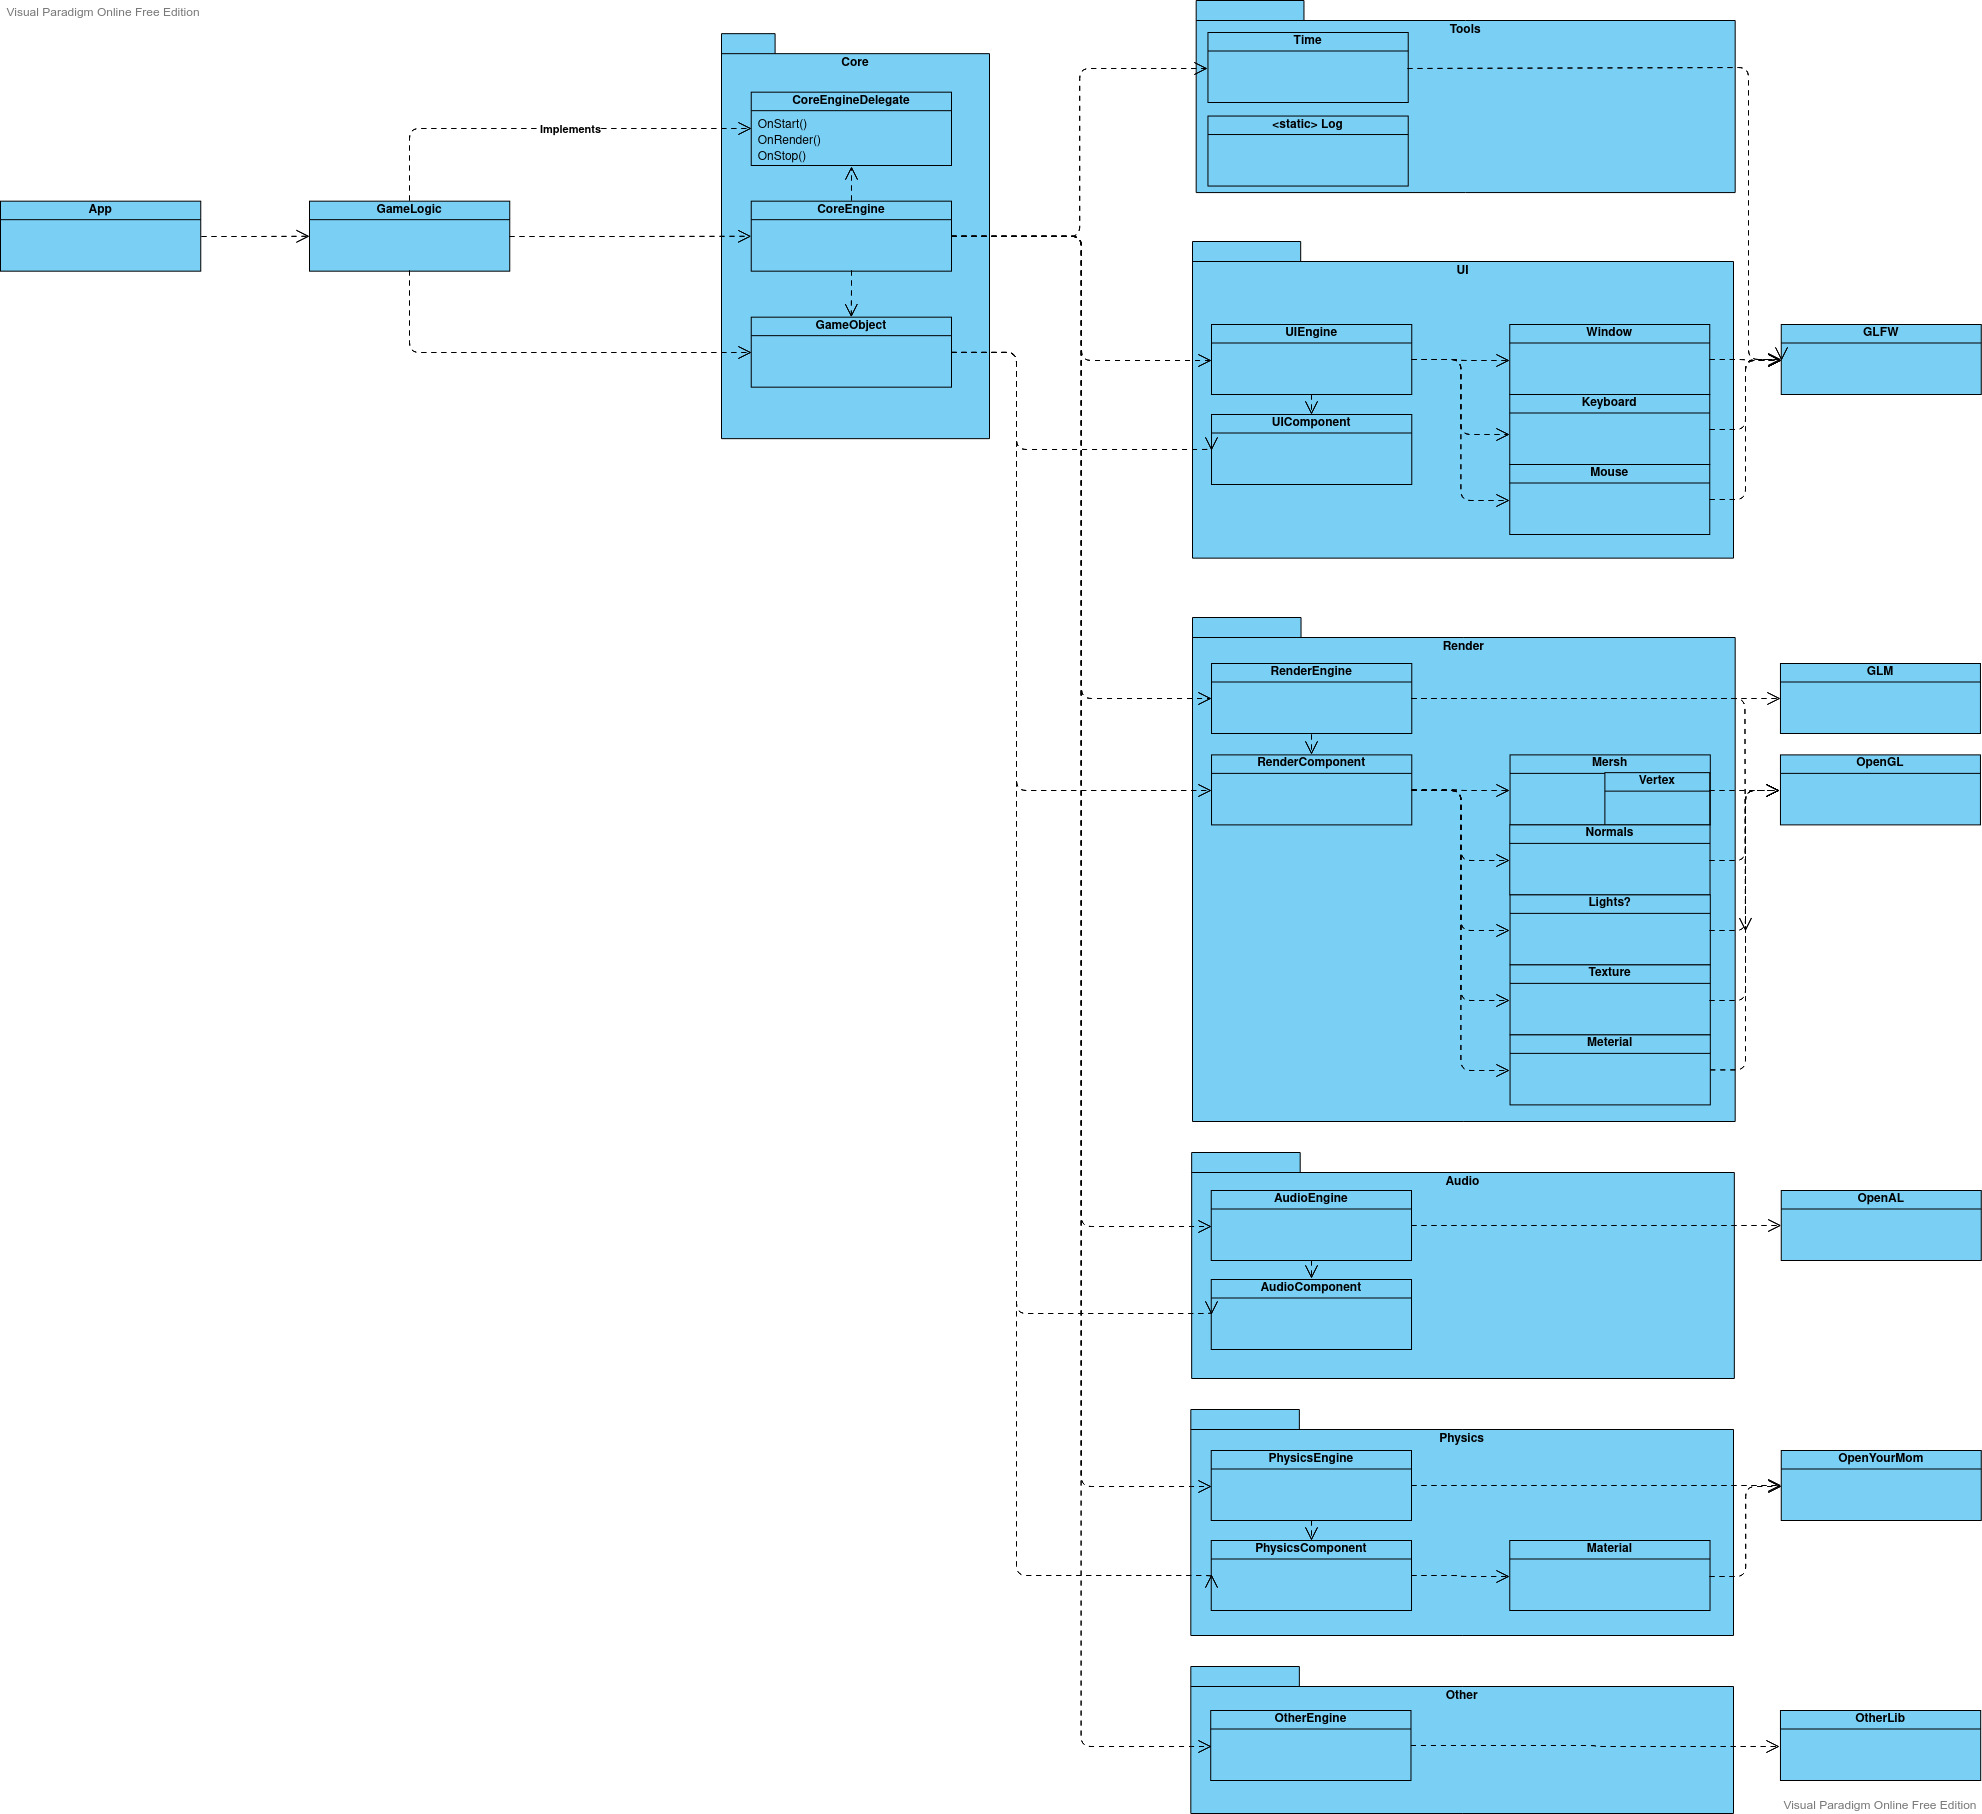 Visual Paradigm Online Free Edition
App
GameLogic
Implements
Core
CoreEngineDelegate
OnStart()
OnRender()
OnStop()
CoreEngine
GameObject
Tools
Time
<static> Log
UI
UIEngine
UIComponent
Window
Keyboard
Mouse
GLFW
Render
RenderEngine
RenderComponent
Mersh
Vertex
Normals
Lights?
Texture
Meterial
GLM
OpenGL
Audio
AudioEngine
AudioComponent
OpenAL
Physics
PhysicsEngine
PhysicsComponent
Material
OpenYourMom
Other
OtherEngine
OtherLib
Visual Paradigm Online Free Edition